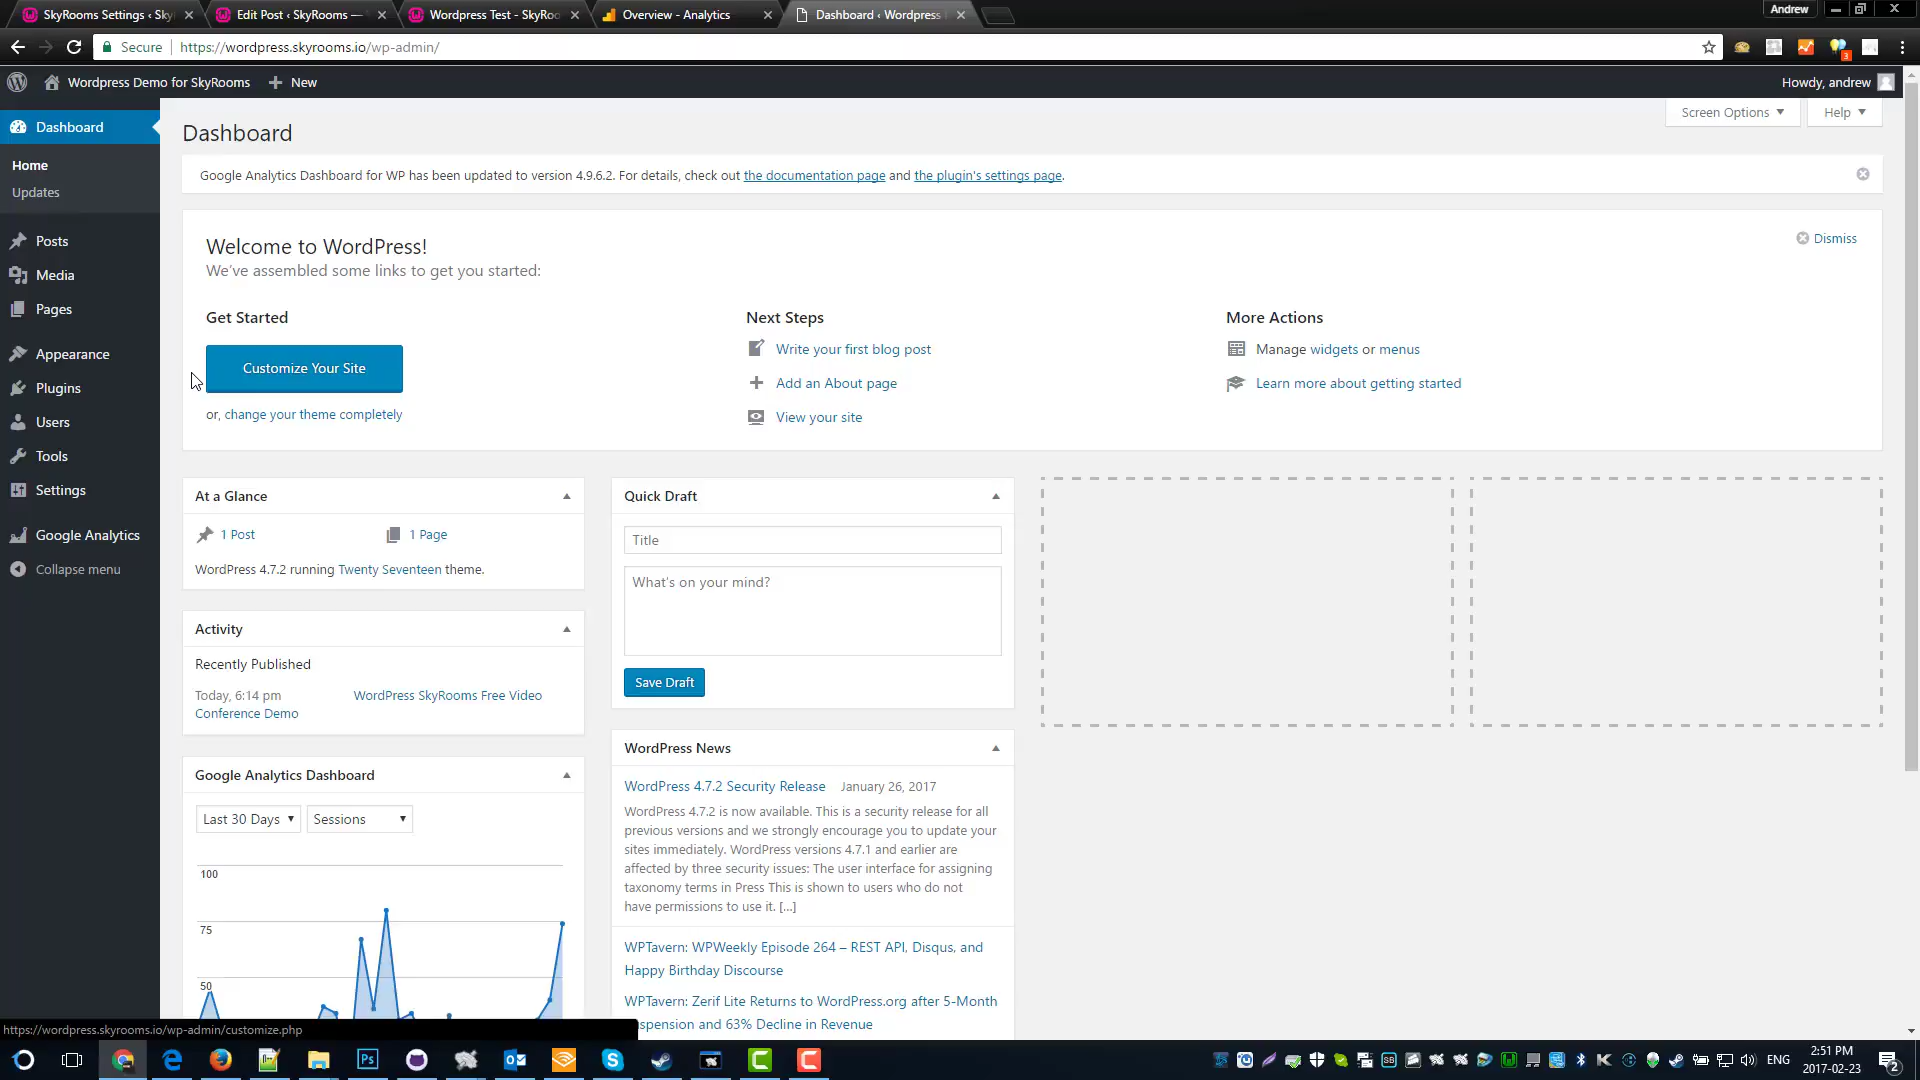 SkyRooms Settings ‹ Sky
Edit Post ‹ SkyRooms —
Wordpress Test - SkyRoo
Overview - Analytics
Dashboard ‹ Wordpress
Andrew
Secure
https://wordpress.skyrooms.io/wp-admin/
3
Wordpress Demo for SkyRooms
New
Howdy, andrew
Dashboard
Home
Updates
Posts
Media
Pages
Appearance
Plugins
Users
Tools
Settings
Google Analytics
Collapse menu
Screen Options
Help
Dashboard
Google Analytics Dashboard for WP has been updated to version 4.9.6.2. For details, check out the documentation page and the plugin's settings page.
Welcome to WordPress!
We've assembled some links to get you started:
Dismiss
Get Started
Customize Your Site
or, change your theme completely
Next Steps
Write your first blog post
Add an About page
View your site
More Actions
Manage widgets or menus
Learn more about getting started
At a Glance
1 Post
1 Page
WordPress 4.7.2 running Twenty Seventeen theme.
Activity
Recently Published
Today, 6:14 pm WordPress SkyRooms Free Video
Conference Demo
Google Analytics Dashboard
Last 30 Days
Sessions
100
75
50
Quick Draft
Title
What's on your mind?
Save Draft
WordPress News
WordPress 4.7.2 Security Release January 26, 2017
WordPress 4.7.2 is now available. This is a security release for all
previous versions and we strongly encourage you to update your
sites immediately. WordPress versions 4.7.1 and earlier are
affected by three security issues: The user interface for assigning
taxonomy terms in Press This is shown to users who do not
have permissions to use it. […]
WPTavern: WPWeekly Episode 264 – REST API, Disqus, and
Happy Birthday Discourse
WPTavern: Zerif Lite Returns to WordPress.org after 5-Month
spension and 63% Decline in Revenue
https://wordpress.skyrooms.io/wp-admin/customize.php
ENG
2:51 PM
2017-02-23
2